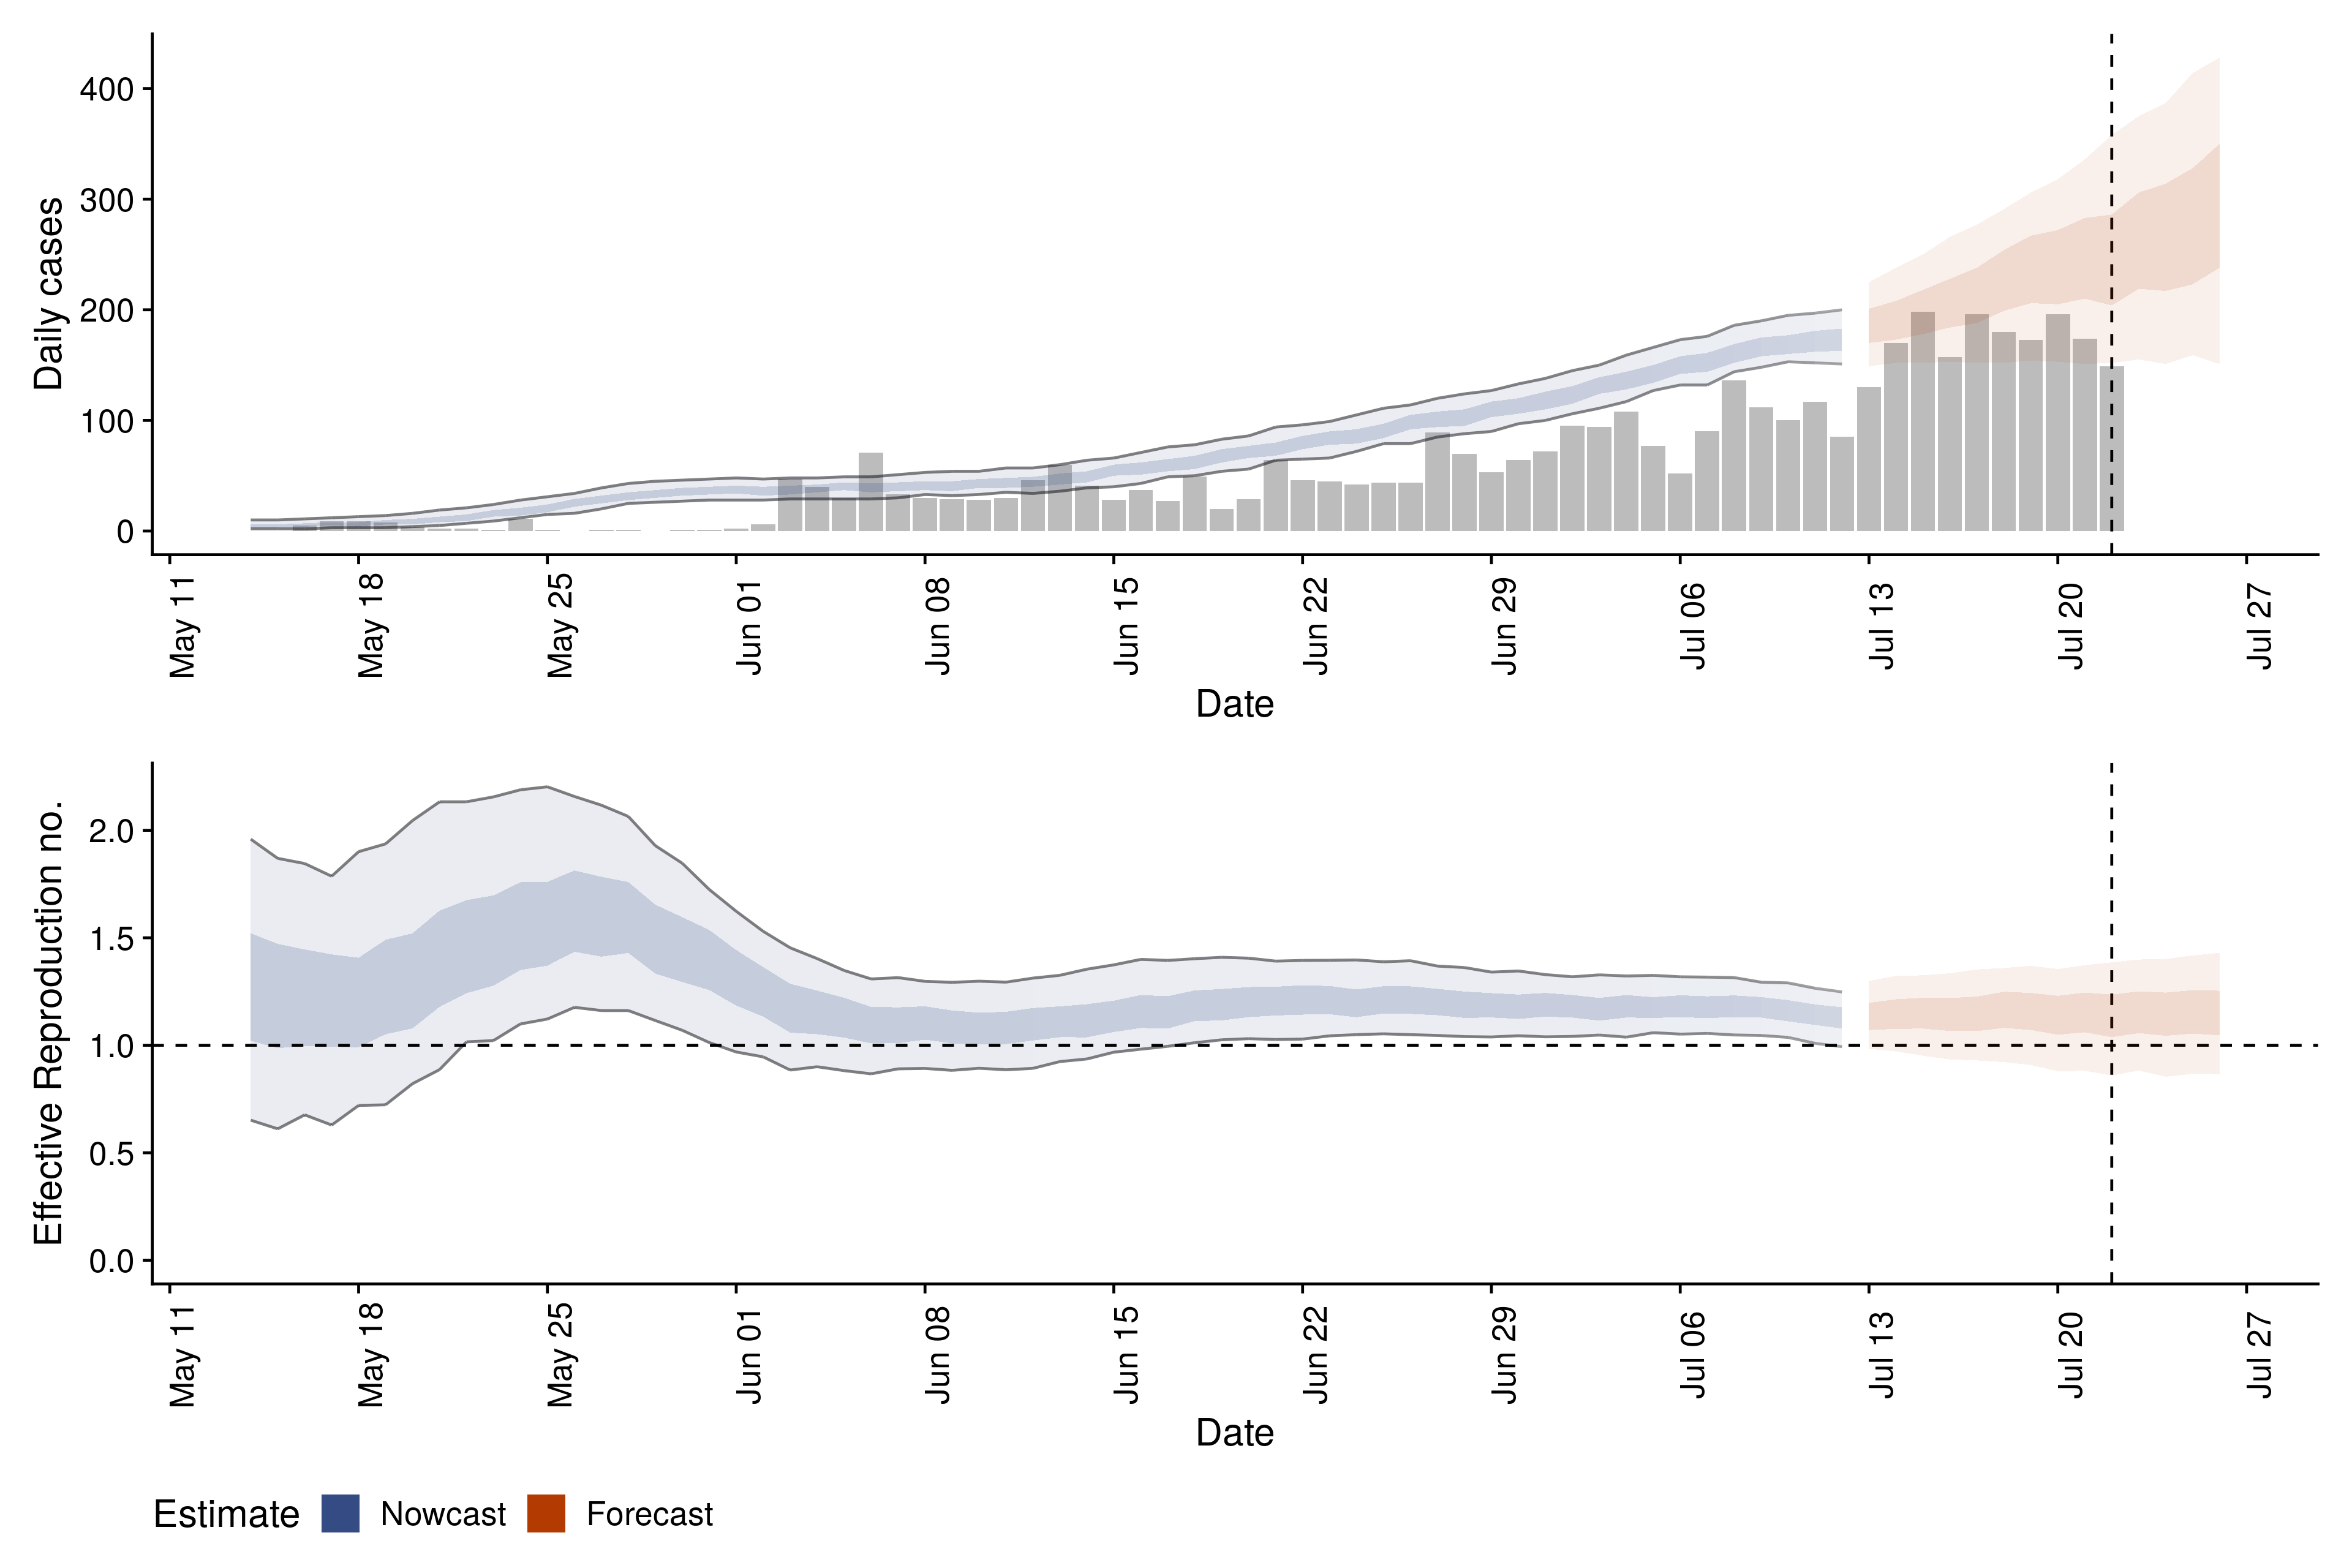 Daily cases
400
300
200
100
0
May 11
May 18
May 25
Jun 01
Jun 08
Jun 15
Jun 22
Jun 29
Jul 06
Jul 13
Jul 20
Jul 27
Date
Effective Reproduction no.
2.0
1.5
1.0
0.5
0.0
May 11
May 18
May 25
Jun 01
Jun 08
Jun 15
Jun 22
Jun 29
Jul 06
Jul 13
Jul 20
Jul 27
Date
Estimate Nowcast Forecast